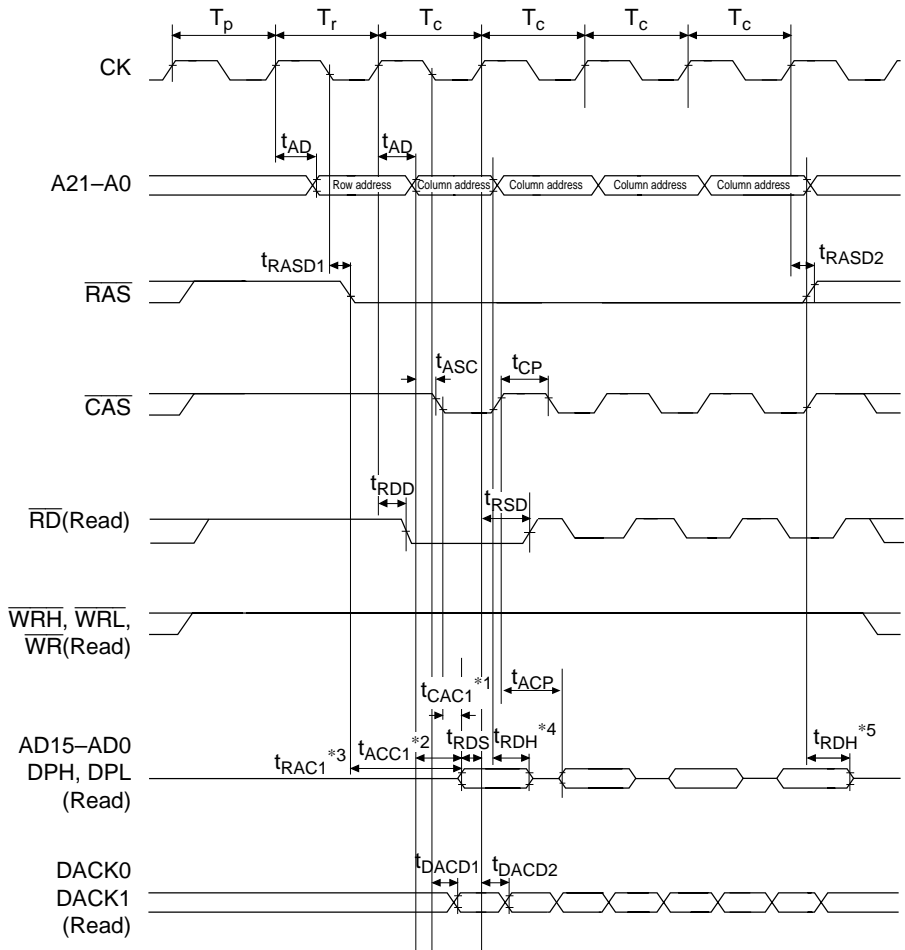 Tp Tr Tc Tc Tc Tc
CK
tAD tAD
A21–A0 Row address Column address Column address Column address Column address
tRASD1 tRASD2
RAS
tASC tCP
CAS
tRDD tRSD
RD(Read)
WRH, WRL,
WR(Read)
tCAC1*1 tACP
AD15–AD0
DPH, DPL
(Read)
tRAC1*3 tACC1*2 tRDS tRDH*4 tRDH*5
DACK0
DACK1
(Read)
tDACD1 tDACD2